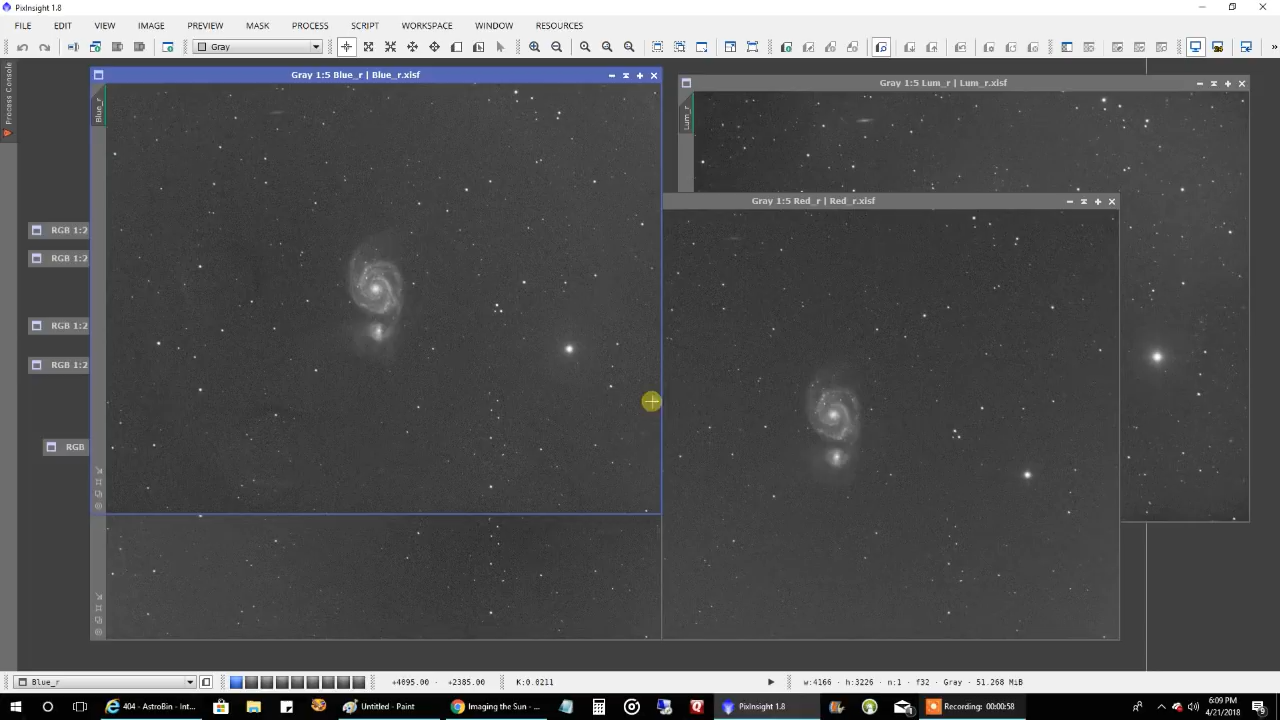 PixInsight 1.8
FILE EDIT VIEW IMAGE PREVIEW MASK PROCESS SCRIPT WORKSPACE WINDOW RESOURCES
Gray
Process Console
Gray 1:5 Blue_r | Blue_r.xisf
Gray 1:5 Lum_r | Lum_r.xisf
Blue_r
Lum_r
Gray 1:5 Red_r | Red_r.xisf
RGB 1:2
RGB 1:2
RGB 1:2
RGB 1:2
RGB
Blue_r
+4095.00 +2385.00 K:0.0211
w:4166 h:3226 n:1 f32 Gray 51.268 MiB
404 - AstroBin - Int...
Untitled - Paint
Imaging the Sun - ...
PixInsight 1.8
Recording: 00:00:58
6:09 PM
4/21/2018